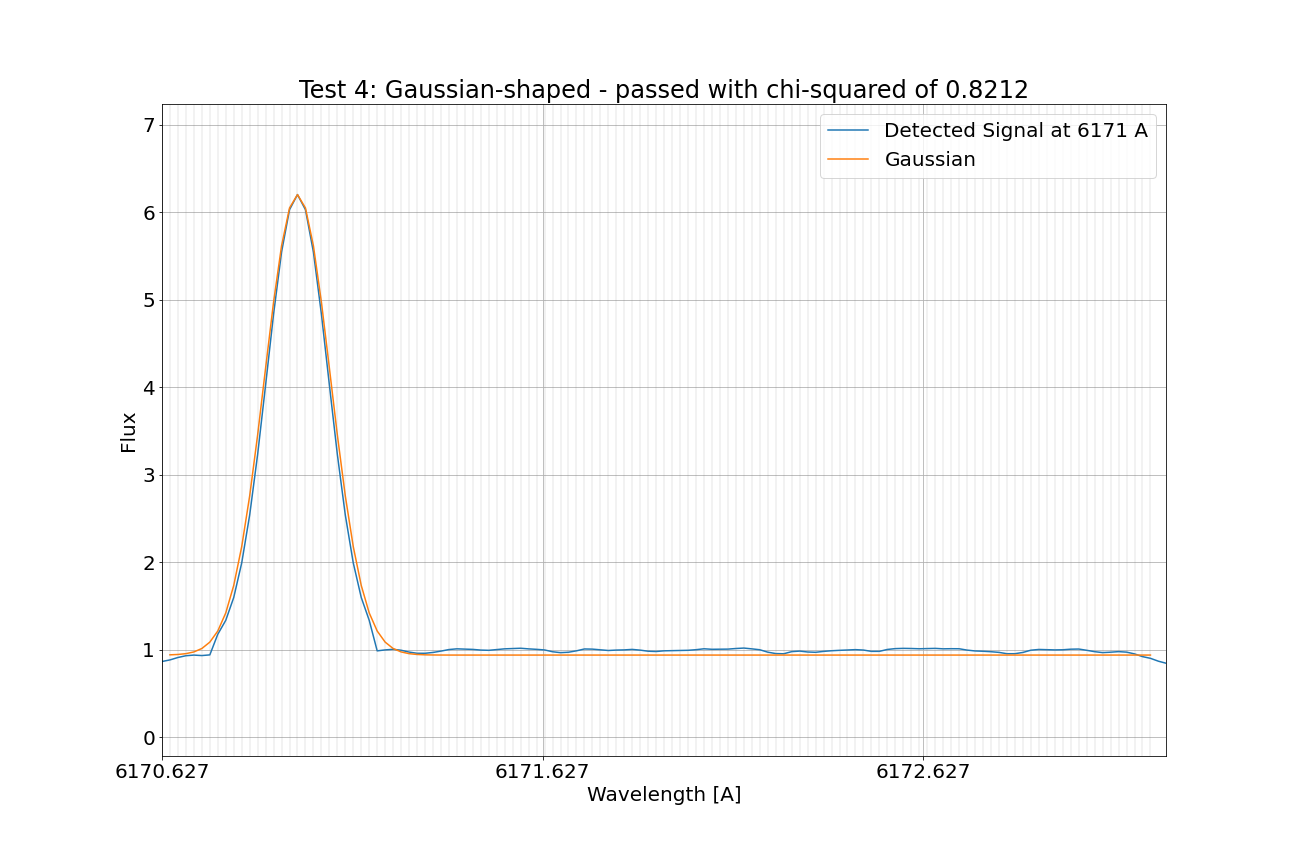 Test 4: Gaussian-shaped - passed with chi-squared of 0.8212
Detected Signal at 6171 A
Gaussian
7
6
5
4
3
2
1
0
Flux
6170.627 6171.627 6172.627
Wavelength [A]